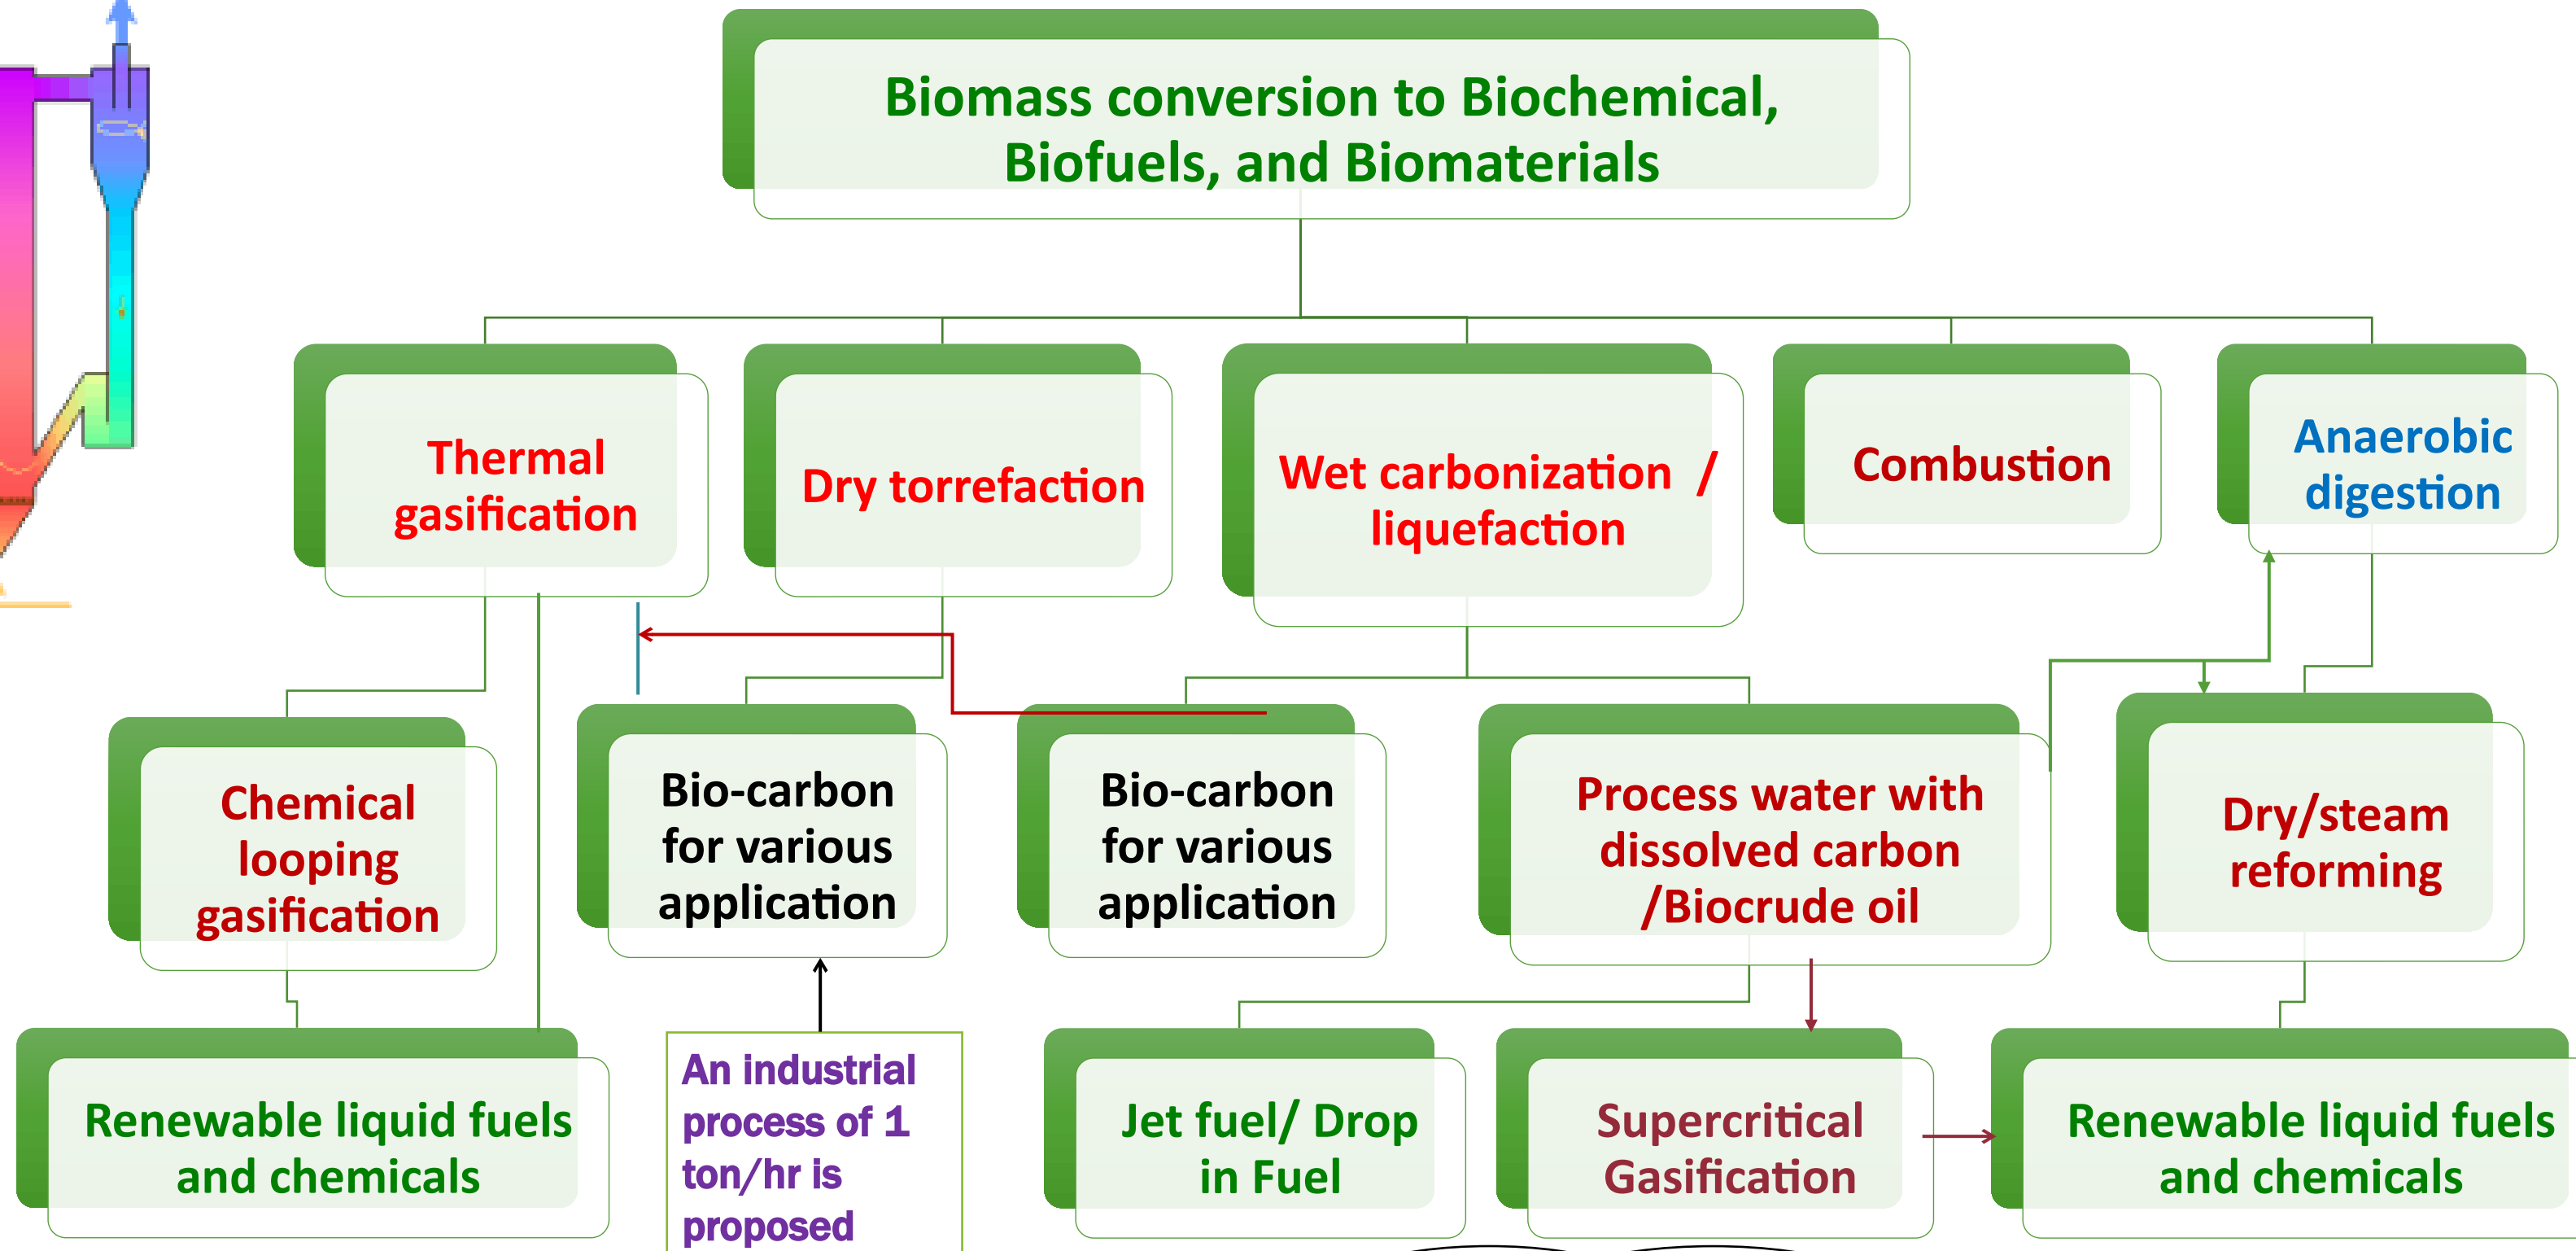 Biomass conversion to Biochemical,
Biofuels, and Biomaterials
Thermal
gasification
Dry torrefaction
Wet carbonization /
liquefaction
Combustion
Anaerobic
digestion
Chemical
looping
gasification
Bio-carbon
for various
application
Bio-carbon
for various
application
Process water with
dissolved carbon
/Biocrude oil
Dry/steam
reforming
Renewable liquid fuels
and chemicals
An industrial
process of 1
ton/hr is
proposed
Jet fuel/ Drop
in Fuel
Supercritical
Gasification
Renewable liquid fuels
and chemicals